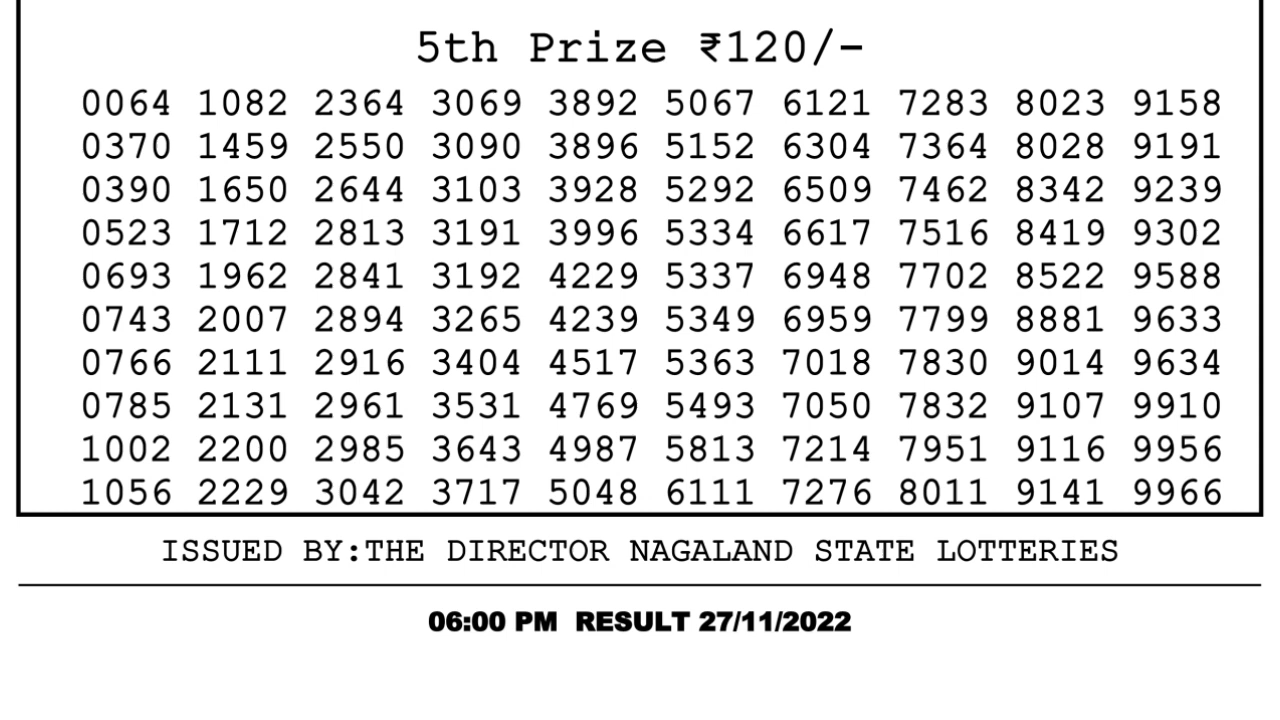 5th Prize ₹120/-
0064 1082 2364 3069 3892 5067 6121 7283 8023 9158
0370 1459 2550 3090 3896 5152 6304 7364 8028 9191
0390 1650 2644 3103 3928 5292 6509 7462 8342 9239
0523 1712 2813 3191 3996 5334 6617 7516 8419 9302
0693 1962 2841 3192 4229 5337 6948 7702 8522 9588
0743 2007 2894 3265 4239 5349 6959 7799 8881 9633
0766 2111 2916 3404 4517 5363 7018 7830 9014 9634
0785 2131 2961 3531 4769 5493 7050 7832 9107 9910
1002 2200 2985 3643 4987 5813 7214 7951 9116 9956
1056 2229 3042 3717 5048 6111 7276 8011 9141 9966
ISSUED BY:THE DIRECTOR NAGALAND STATE LOTTERIES
06:00 PM RESULT 27/11/2022